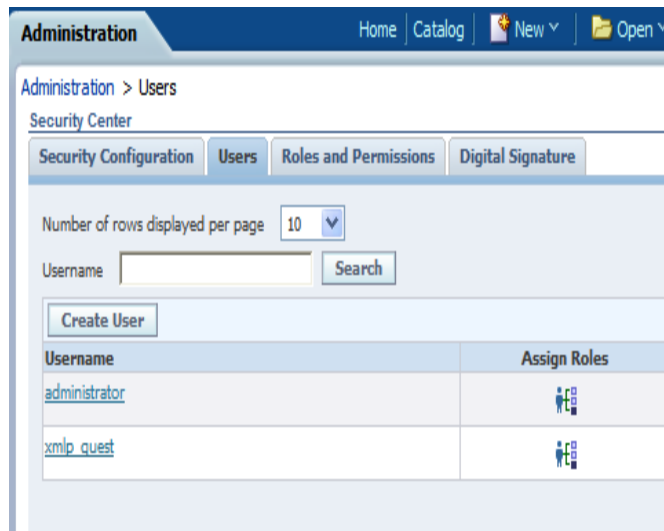 Administration Home Catalog New Open
Administration > Users
Security Center
Security Configuration Users Roles and Permissions Digital Signature
Number of rows displayed per page 10
Username Search
Create User
Username Assign Roles
administrator
xmlp_guest